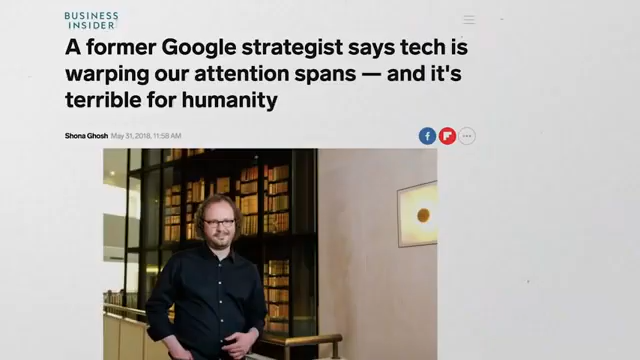 BUSINESS
INSIDER
A former Google strategist says tech is
warping our attention spans — and it's
terrible for humanity
Shona Ghosh May 31, 2018, 11:58 AM